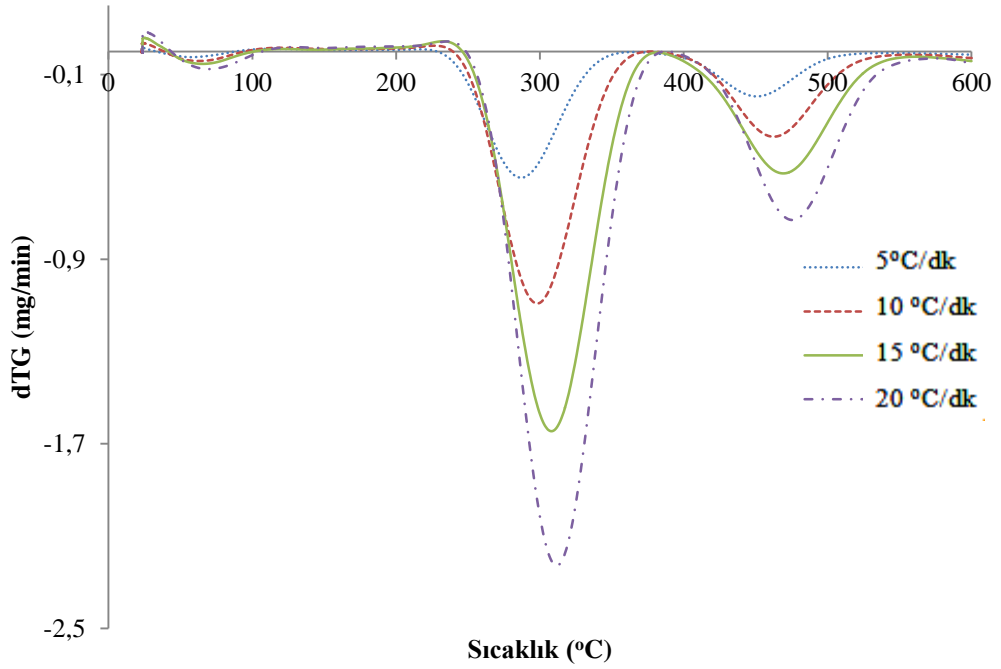 -0.1
0
100
200
300
400
500
600
-0,9
-1,7
-2,5
dTG (mg/min)
Sıcaklık (ºC)
5ºC/dk
10 ºC/dk
15 ºC/dk
20 ºC/dk